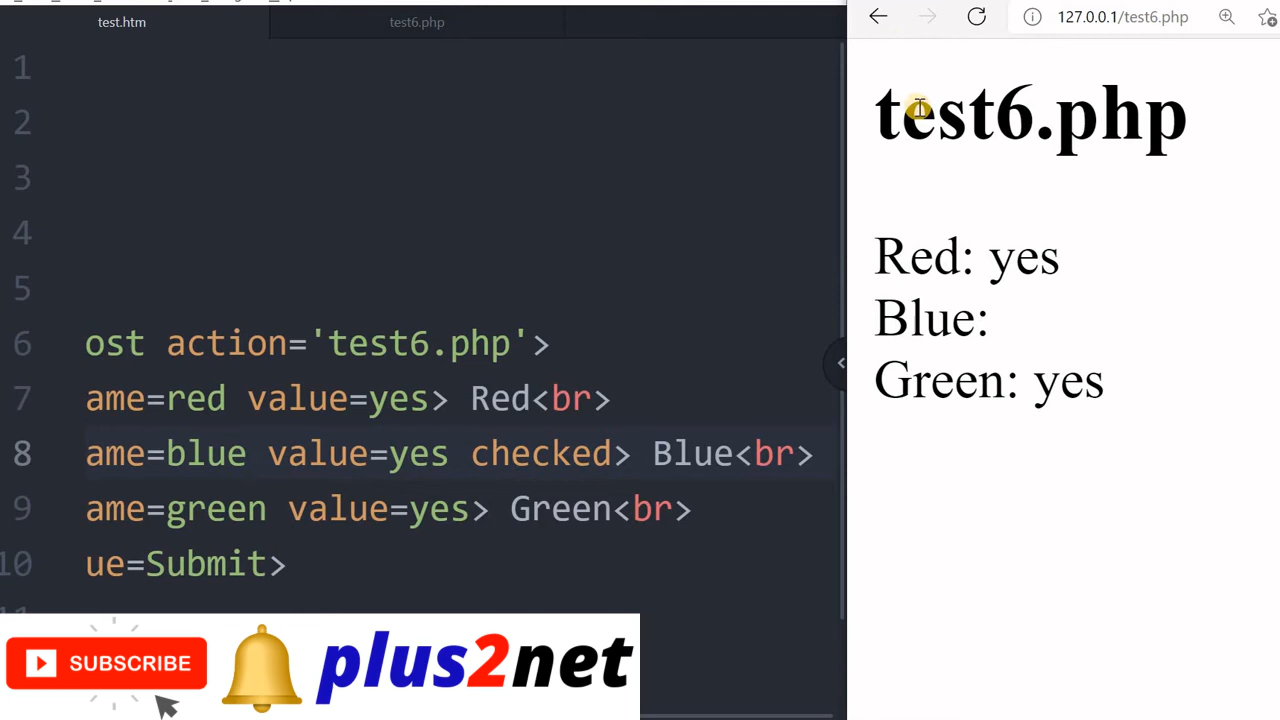 test.htm
test6.php
1
2
3
4
5
6 ost action='test6.php'>
7 ame=red value=yes> Red<br>
8 ame=blue value=yes checked> Blue<br>
9 ame=green value=yes> Green<br>
10 ue=Submit>
SUBSCRIBE
plus2net
127.0.0.1/test6.php
test6.php
Red: yes
Blue:
Green: yes